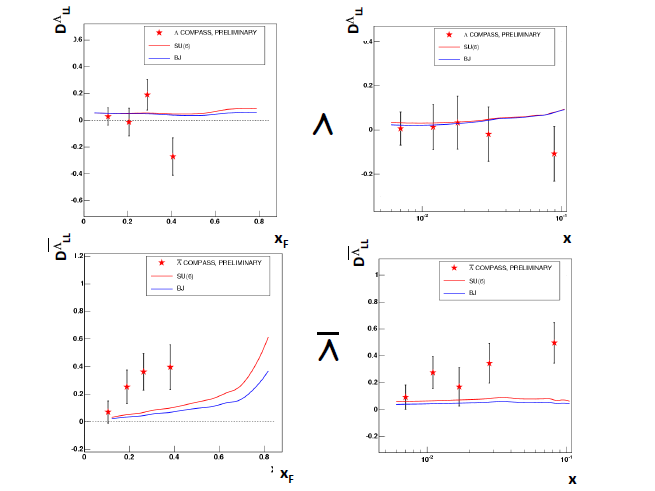 D^Λ_LL
0.6
0.4
0.2
0
-0.2
-0.4
-0.6
0 0.2 0.4 0.6 0.8
Λ COMPASS, PRELIMINARY
SU(6)
BJ
x_F
Λ
D^Λ_LL
0.4
0.2
0
-0.2
10^-2 10^-1
Λ COMPASS, PRELIMINARY
SU(6)
BJ
x
D̅^Λ_LL
1.2
1
0.8
0.6
0.4
0.2
0
-0.2
0 0.2 0.4 0.6 0.8
Λ̅ COMPASS, PRELIMINARY
SU(6)
BJ
x_F
Λ̅
D̅^Λ_LL
1
0.8
0.6
0.4
0.2
0
-0.2
10^-2 10^-1
Λ̅ COMPASS, PRELIMINARY
SU(6)
BJ
x